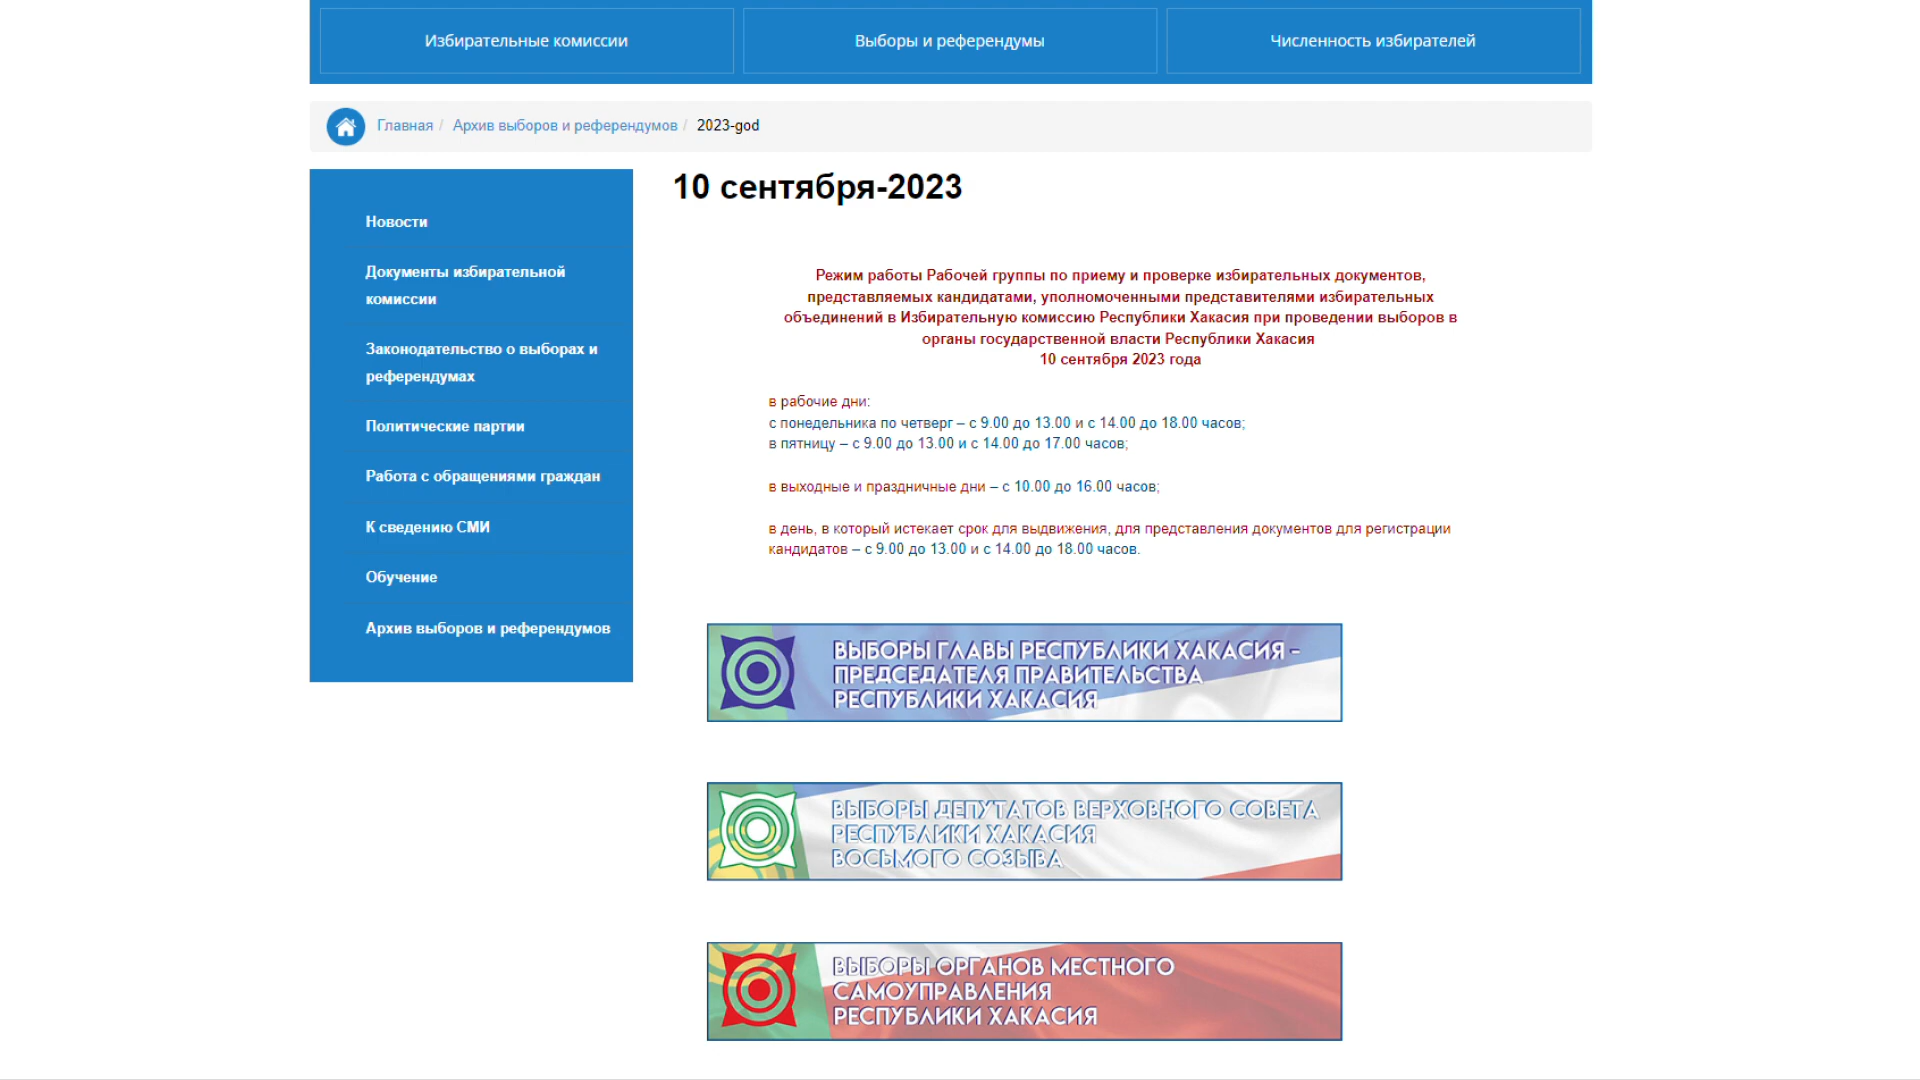 Избирательные комиссии
Выборы и референдумы
Численность избирателей
Главная / Архив выборов и референдумов / 2023-god
Новости
Документы избирательной
комиссии
Законодательство о выборах и
референдумах
Политические партии
Работа с обращениями граждан
К сведению СМИ
Обучение
Архив выборов и референдумов
10 сентября-2023
Режим работы Рабочей группы по приему и проверке избирательных документов,
представляемых кандидатами, уполномоченными представителями избирательных
объединений в Избирательную комиссию Республики Хакасия при проведении выборов в
органы государственной власти Республики Хакасия
10 сентября 2023 года
в рабочие дни:
с понедельника по четверг – с 9.00 до 13.00 и с 14.00 до 18.00 часов;
в пятницу – с 9.00 до 13.00 и с 14.00 до 17.00 часов;
в выходные и праздничные дни – с 10.00 до 16.00 часов;
в день, в который истекает срок для выдвижения, для представления документов для регистрации
кандидатов – с 9.00 до 13.00 и с 14.00 до 18.00 часов.
ВЫБОРЫ ГЛАВЫ РЕСПУБЛИКИ ХАКАСИЯ –
ПРЕДСЕДАТЕЛЯ ПРАВИТЕЛЬСТВА
РЕСПУБЛИКИ ХАКАСИЯ
ВЫБОРЫ ДЕПУТАТОВ ВЕРХОВНОГО СОВЕТА
РЕСПУБЛИКИ ХАКАСИЯ
ВОСЬМОГО СОЗЫВА
ВЫБОРЫ ОРГАНОВ МЕСТНОГО
САМОУПРАВЛЕНИЯ
РЕСПУБЛИКИ ХАКАСИЯ